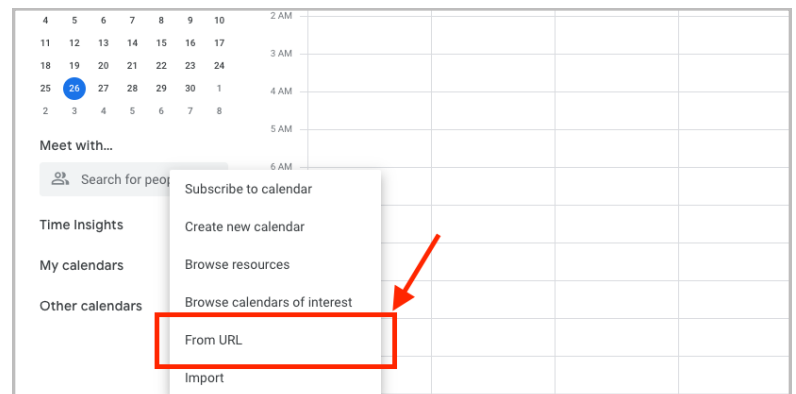 4 5 6 7 8 9 10
11 12 13 14 15 16 17
18 19 20 21 22 23 24
25 26 27 28 29 30 1
2 3 4 5 6 7 8
Meet with...
Search for peop
Time Insights
My calendars
Other calendars
2 AM
3 AM
4 AM
5 AM
6 AM
Subscribe to calendar
Create new calendar
Browse resources
Browse calendars of interest
From URL
Import